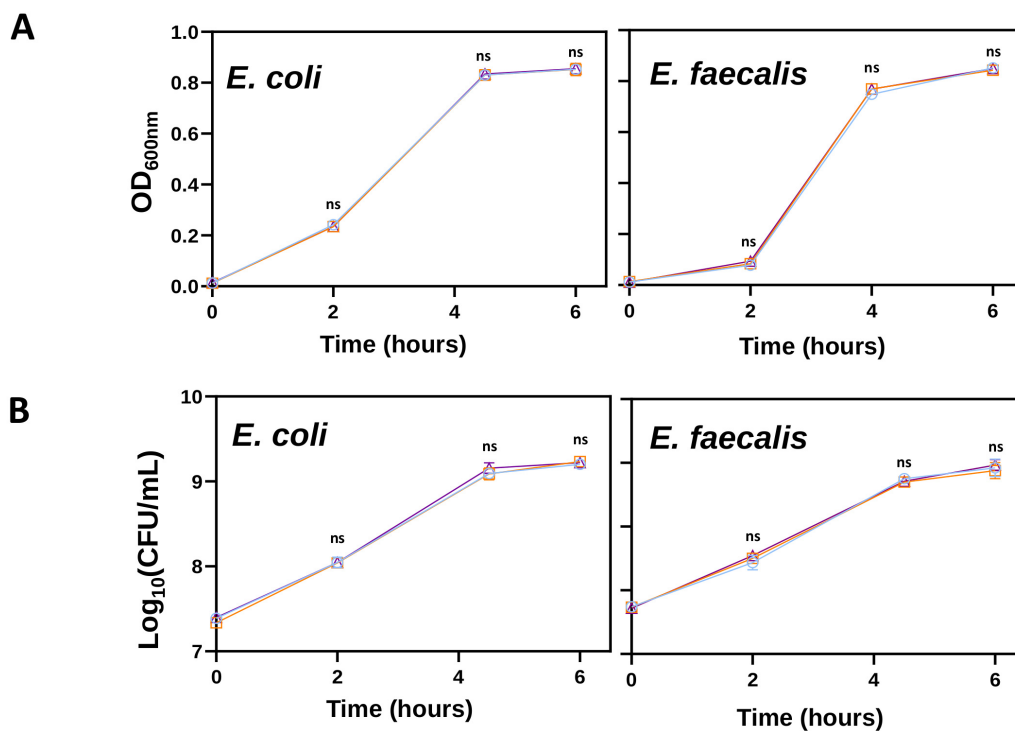 A
1.0
0.8
0.6
0.4
0.2
0.0
OD600nm
E. coli
ns
ns
ns
0 2 4 6
Time (hours)
E. faecalis
ns
ns
ns
0 2 4 6
Time (hours)
B
10
9
8
7
Log10(CFU/mL)
E. coli
ns
ns
ns
0 2 4 6
Time (hours)
E. faecalis
ns
ns
ns
0 2 4 6
Time (hours)